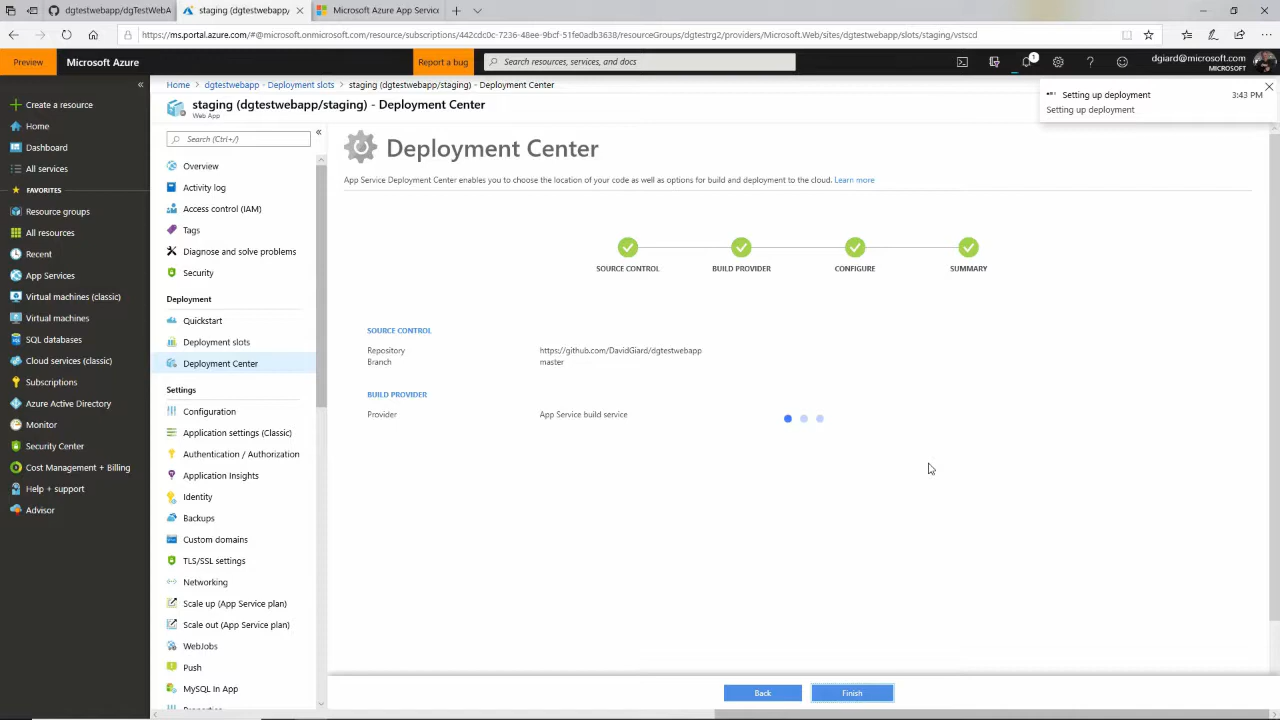 dgtestwebapp/dgTestWebA
staging (dgtestwebapp/s
Microsoft Azure App Service
https://ms.portal.azure.com/#@microsoft.onmicrosoft.com/resource/subscriptions/442cdc0c-7236-48ee-9bcf-51fe0adb3638/resourceGroups/dgtestrg2/providers/Microsoft.Web/sites/dgtestwebapp/slots/staging/vstscd
Preview
Microsoft Azure
Report a bug
Search resources, services, and docs
1
dgiard@microsoft.com
MICROSOFT
Home
dgtestwebapp - Deployment slots
staging (dgtestwebapp/staging) - Deployment Center
staging (dgtestwebapp/staging) - Deployment Center
Web App
Setting up deployment
3:43 PM
Setting up deployment
Create a resource
Home
Dashboard
All services
FAVORITES
Resource groups
All resources
Recent
App Services
Virtual machines (classic)
Virtual machines
SQL databases
Cloud services (classic)
Subscriptions
Azure Active Directory
Monitor
Security Center
Cost Management + Billing
Help + support
Advisor
Search (Ctrl+/)
Overview
Activity log
Access control (IAM)
Tags
Diagnose and solve problems
Security
Deployment
Quickstart
Deployment slots
Deployment Center
Settings
Configuration
Application settings (Classic)
Authentication / Authorization
Application Insights
Identity
Backups
Custom domains
TLS/SSL settings
Networking
Scale up (App Service plan)
Scale out (App Service plan)
WebJobs
Push
MySQL In App
Deployment Center
App Service Deployment Center enables you to choose the location of your code as well as options for build and deployment to the cloud. Learn more
SOURCE CONTROL
BUILD PROVIDER
CONFIGURE
SUMMARY
SOURCE CONTROL
Repository https://github.com/DavidGiard/dgtestwebapp
Branch master
BUILD PROVIDER
Provider App Service build service
Back
Finish